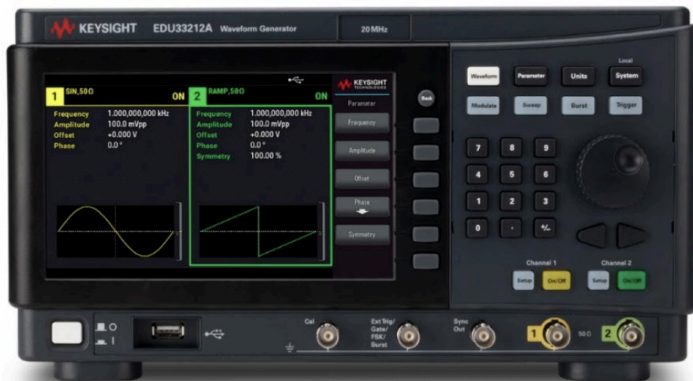 KEYSIGHT EDU33212A Waveform Generator 20 MHz
1 SIN,50Ω ON
Frequency 1.000,000,000 kHz
Amplitude 100.0 mVpp
Offset +0.000 V
Phase 0.0°
2 RAMP,50Ω ON
Frequency 1.000,000,000 kHz
Amplitude 100.0 mVpp
Offset +0.000 V
Phase 0.0°
Symmetry 100.00 %
KEYSIGHT
TECHNOLOGIES
Parameter
Frequency
Amplitude
Offset
Phase
Symmetry
Back
Local
Waveform Parameter Units System
Modulate Sweep Burst Trigger
7 8 9
4 5 6
1 2 3
0 . +/-
Channel 1 Channel 2
Setup On/Off Setup On/Off
Cal
Ext Trig/
Gate/
FSK/
Burst
Sync
Out
1 50Ω 2